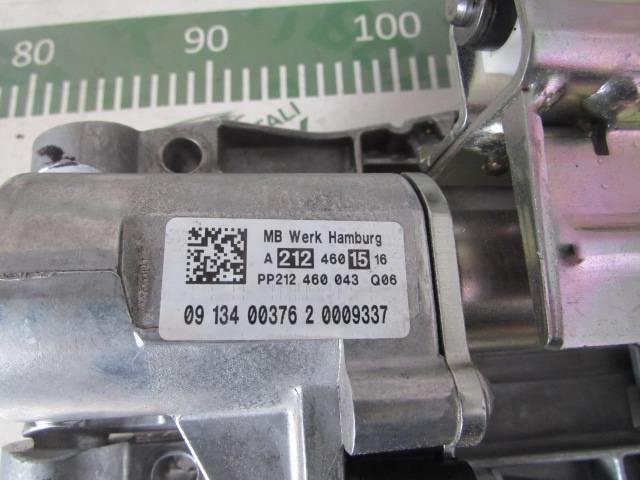 80 90 100
ALI
MB Werk Hamburg
A 212 460 15 16
PP212 460 043 Q06
09 134 00376 2 0009337